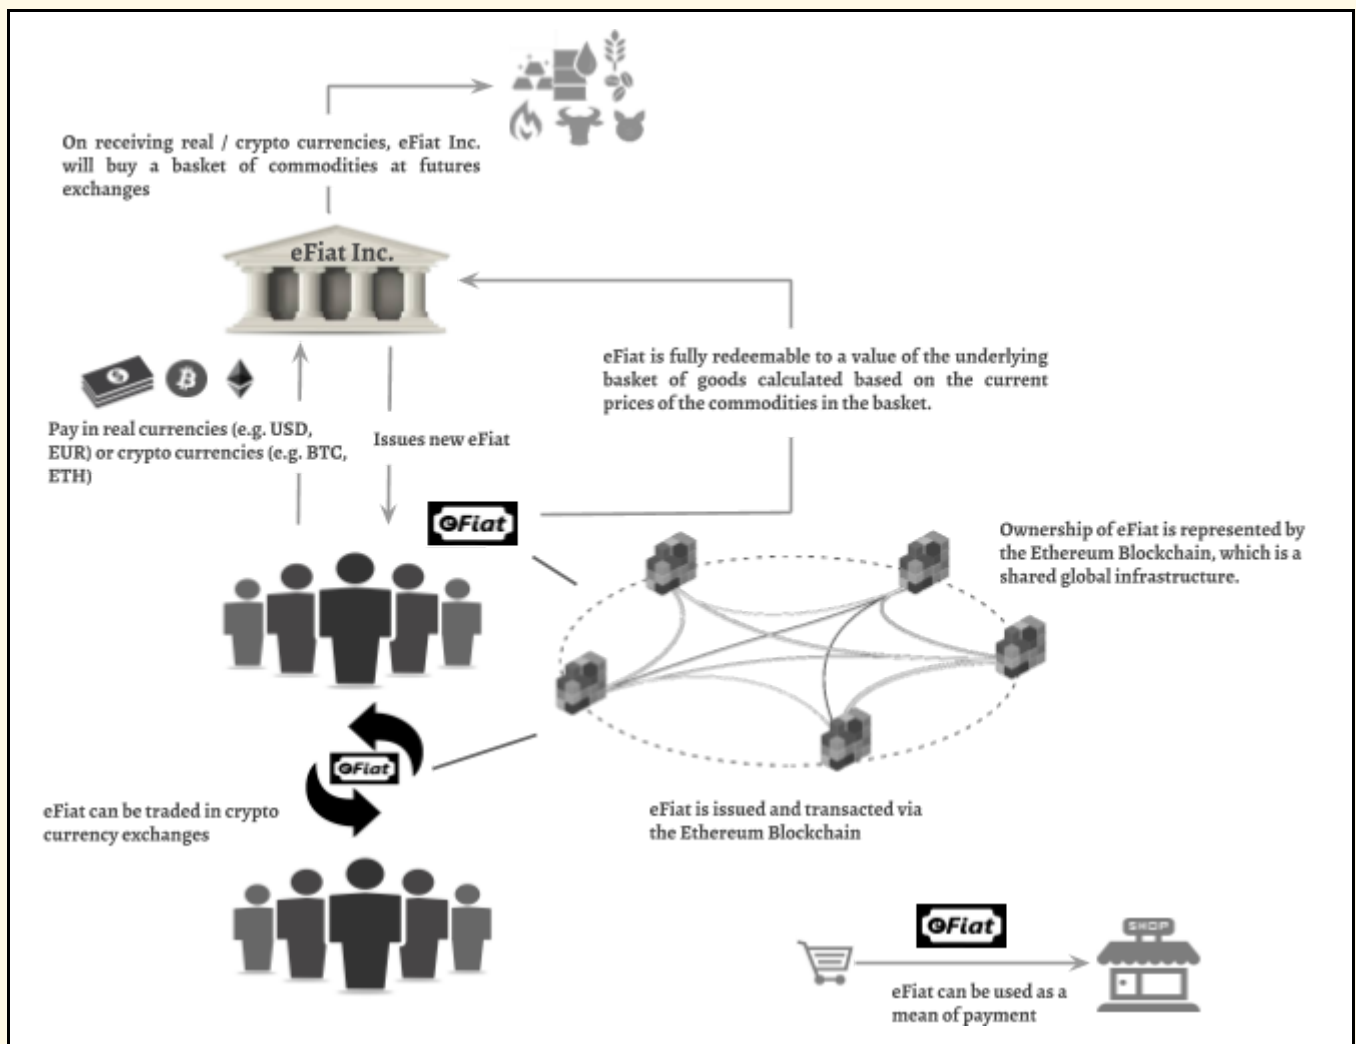 On receiving real / crypto currencies, eFiat Inc.
will buy a basket of commodities at futures
exchanges
eFiat Inc.
eFiat is fully redeemable to a value of the underlying
basket of goods calculated based on the current
prices of the commodities in the basket.
Pay in real currencies (e.g. USD,
EUR) or crypto currencies (e.g. BTC,
ETH)
Issues new eFiat
eFiat
Ownership of eFiat is represented by
the Ethereum Blockchain, which is a
shared global infrastructure.
eFiat
eFiat can be traded in crypto
currency exchanges
eFiat is issued and transacted via
the Ethereum Blockchain
eFiat
SHOP
eFiat can be used as a
mean of payment